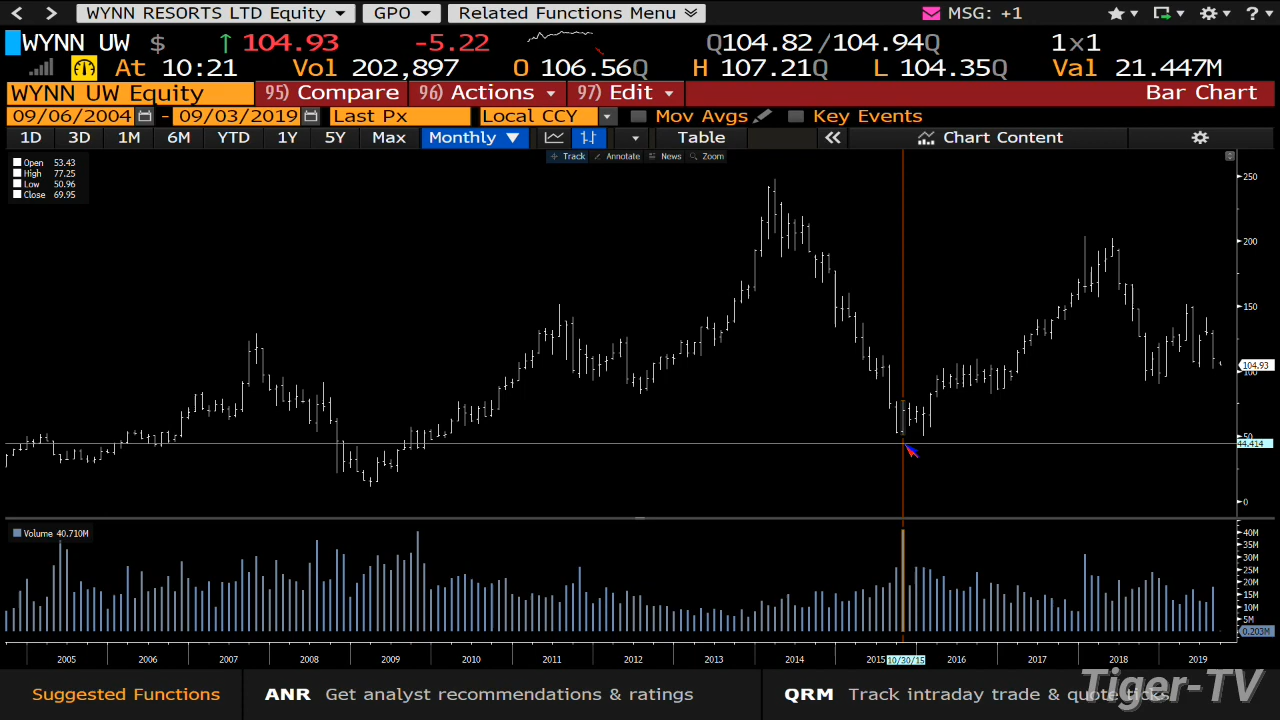 WYNN RESORTS LTD Equity GPO Related Functions Menu MSG: +1 ?
WYNN UW $ ↑ 104.93 -5.22 Q104.82/104.94Q 1x1
At 10:21 Vol 202,897 O 106.56Q H 107.21Q L 104.35Q Val 21.447M
WYNN UW Equity 95) Compare 96) Actions 97) Edit Bar Chart
09/06/2004 - 09/03/2019 Last Px Local CCY Mov Avgs Key Events
1D 3D 1M 6M YTD 1Y 5Y Max Monthly ▼ Table « Chart Content
Track Annotate News Zoom
Open 53.43
High 77.25
Low 50.96
Close 69.95
250
200
150
104.93
100
50
44.414
0
Volume 40.710M
40M
35M
30M
25M
20M
15M
10M
5M
0.203M
2005 2006 2007 2008 2009 2010 2011 2012 2013 2014 2015 10/30/15 2016 2017 2018 2019
Suggested Functions ANR Get analyst recommendations & ratings QRM Track intraday trade & quote ticks
Tiger-TV